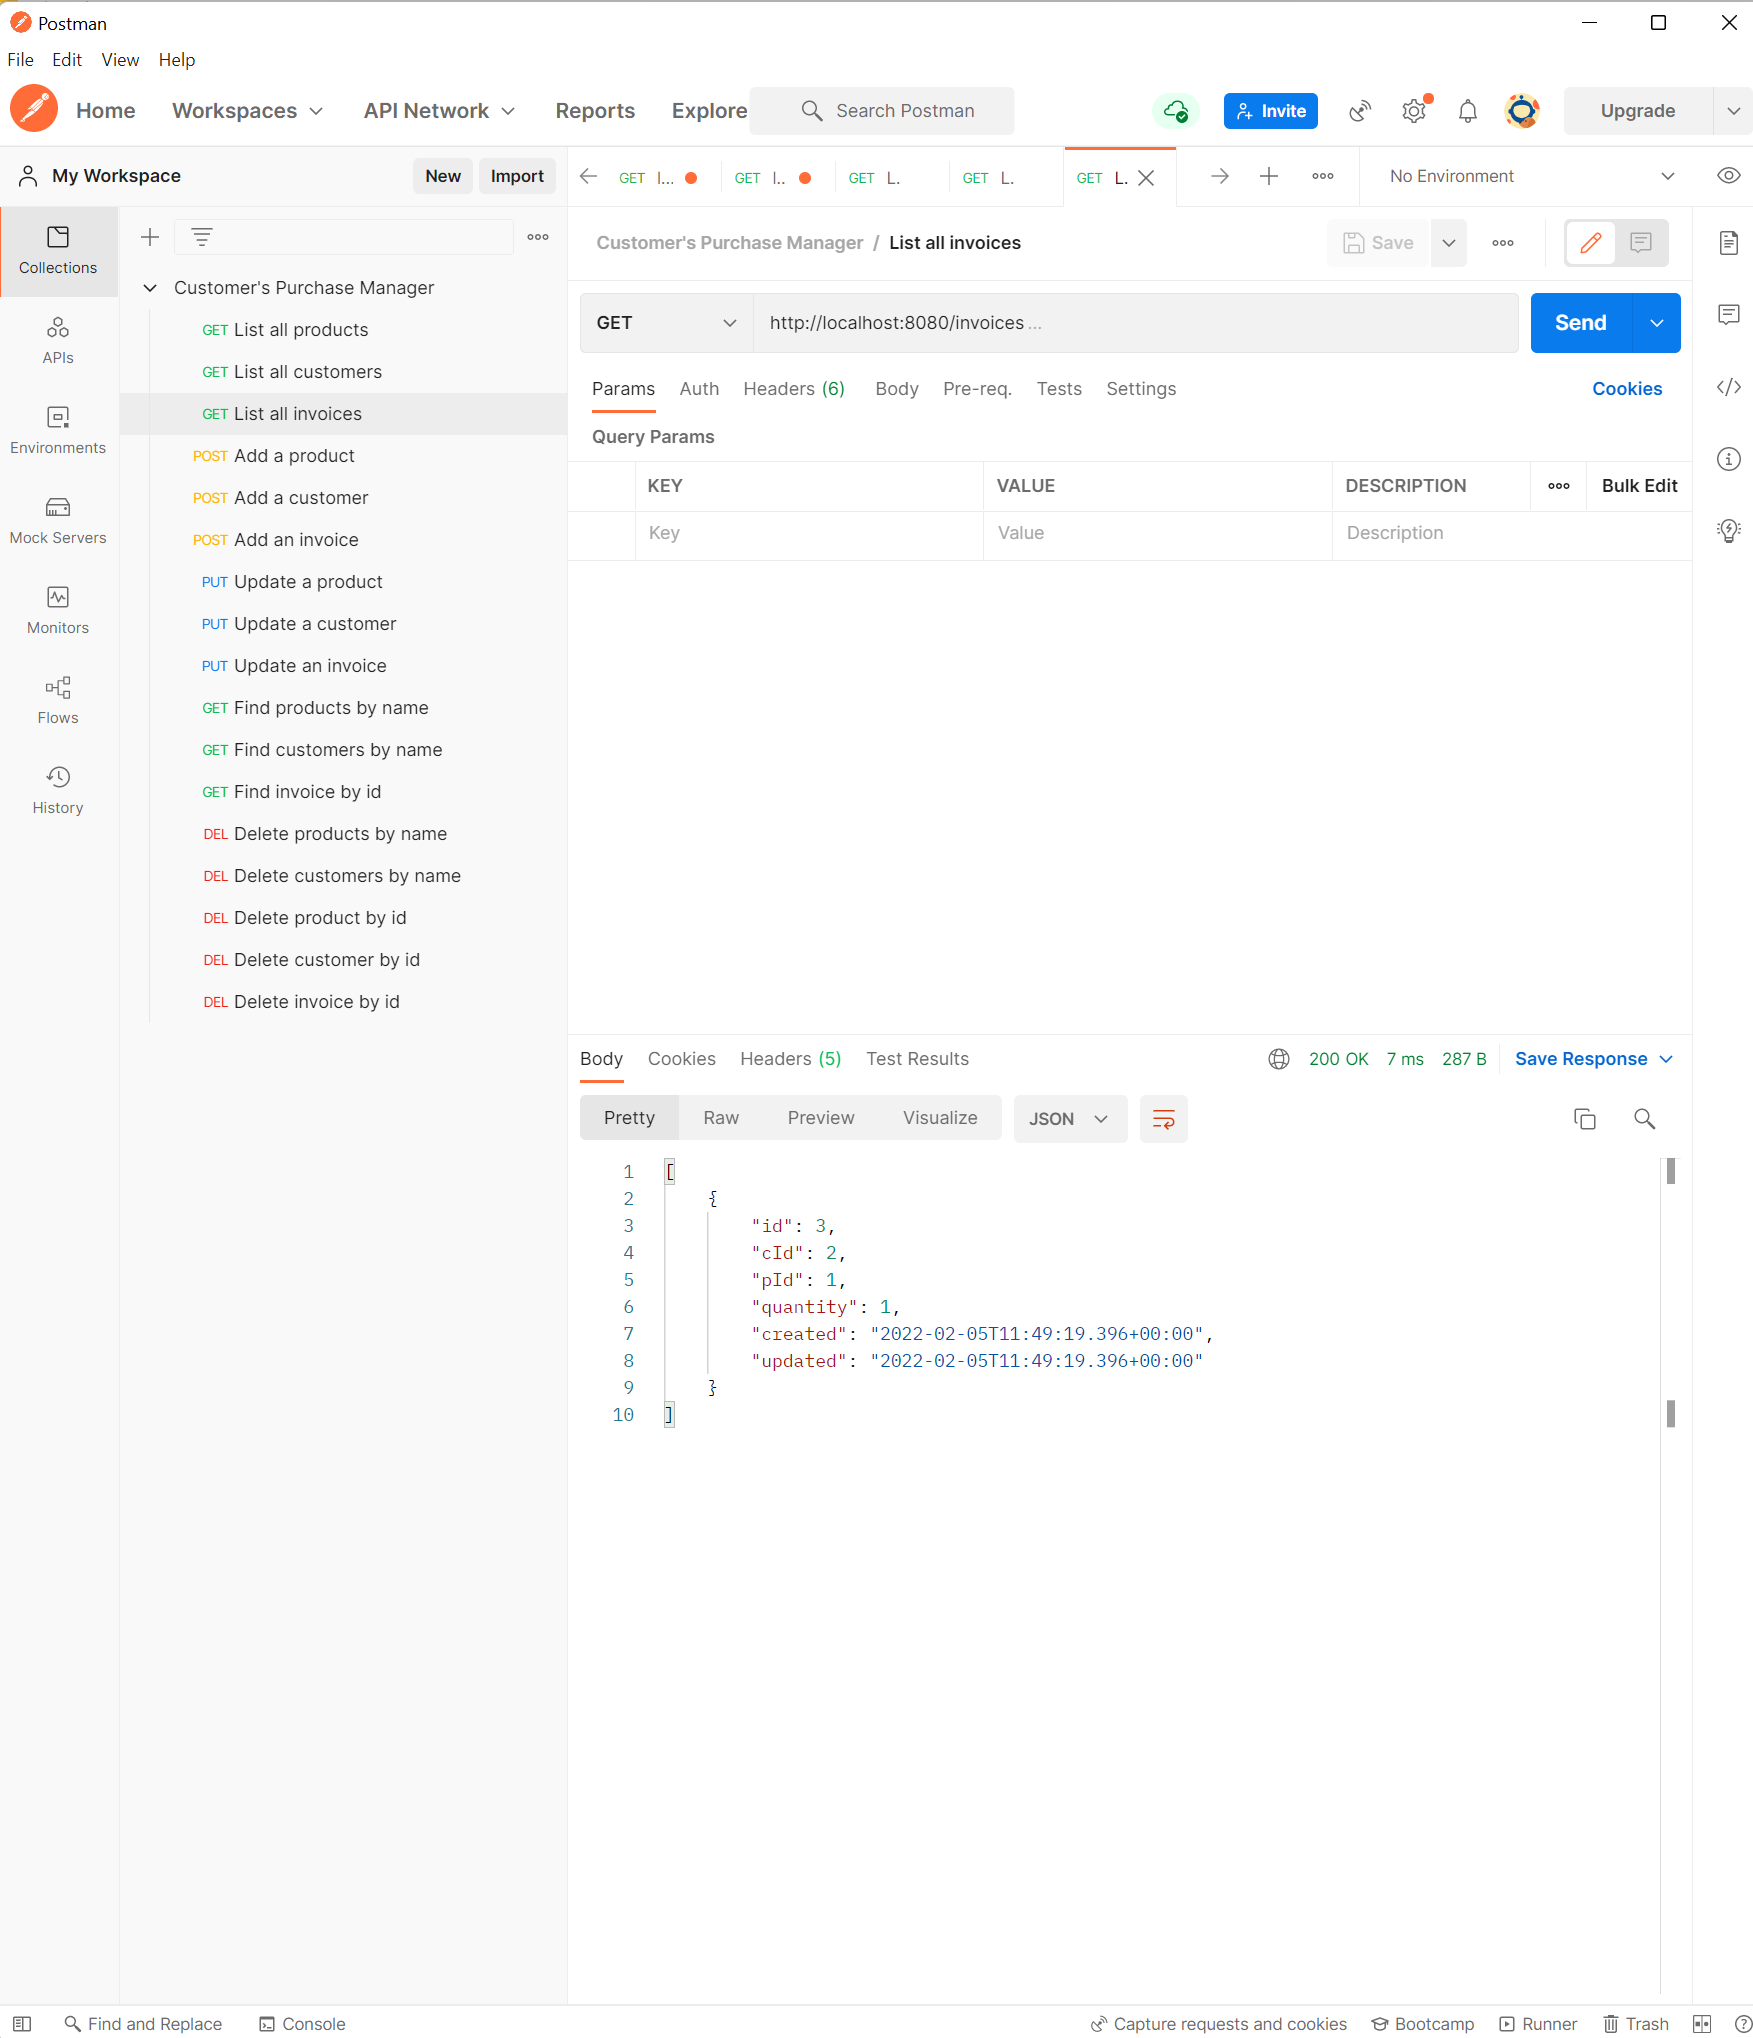 Postman
File Edit View Help
Home Workspaces API Network Reports Explore Search Postman Invite Upgrade
My Workspace New Import
GET I... GET I.. GET L. GET L. GET L. ooo No Environment
Collections
APIs
Environments
Mock Servers
Monitors
Flows
History
Customer's Purchase Manager
GET List all products
GET List all customers
GET List all invoices
POST Add a product
POST Add a customer
POST Add an invoice
PUT Update a product
PUT Update a customer
PUT Update an invoice
GET Find products by name
GET Find customers by name
GET Find invoice by id
DEL Delete products by name
DEL Delete customers by name
DEL Delete product by id
DEL Delete customer by id
DEL Delete invoice by id
Customer's Purchase Manager / List all invoices Save
GET http://localhost:8080/invoices ... Send
Params Auth Headers (6) Body Pre-req. Tests Settings Cookies
Query Params
KEY VALUE DESCRIPTION Bulk Edit
Key Value Description
Body Cookies Headers (5) Test Results 200 OK 7 ms 287 B Save Response
Pretty Raw Preview Visualize JSON
1 [
2 {
3 "id": 3,
4 "cId": 2,
5 "pId": 1,
6 "quantity": 1,
7 "created": "2022-02-05T11:49:19.396+00:00",
8 "updated": "2022-02-05T11:49:19.396+00:00"
9 }
10 ]
Find and Replace Console Capture requests and cookies Bootcamp Runner Trash